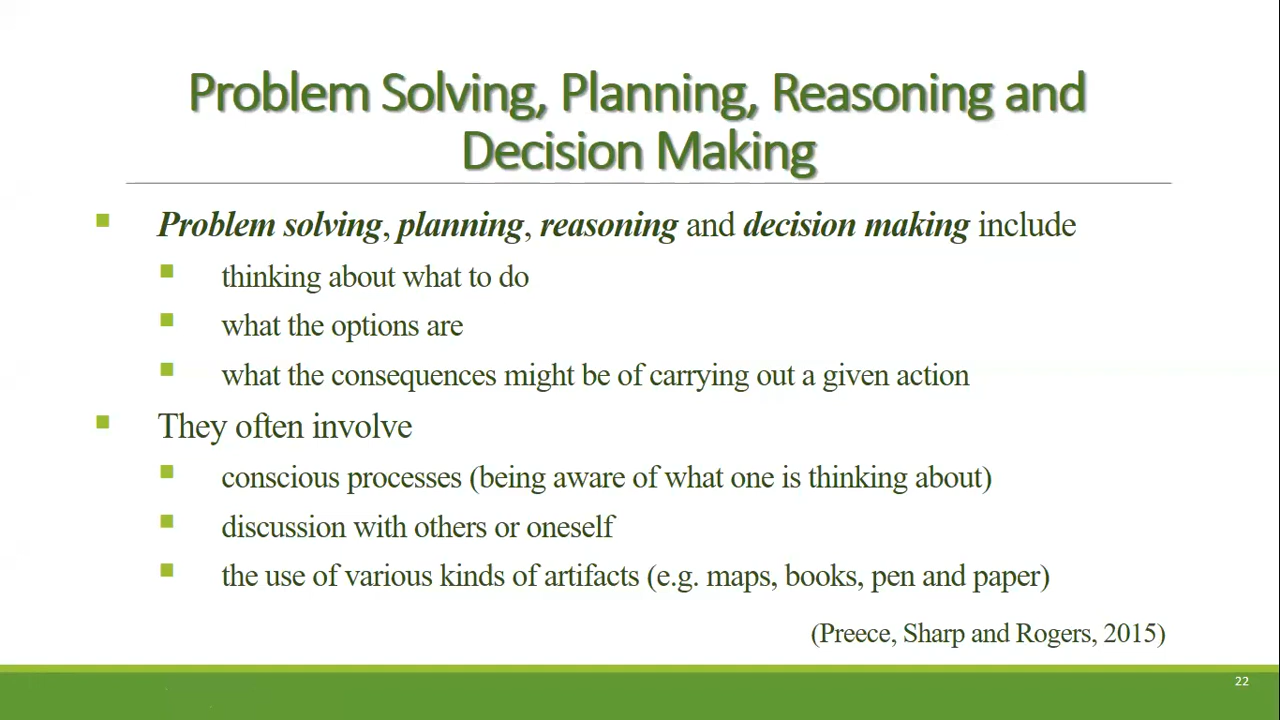 Problem Solving, Planning, Reasoning and
Decision Making
Problem solving, planning, reasoning and decision making include
thinking about what to do
what the options are
what the consequences might be of carrying out a given action
They often involve
conscious processes (being aware of what one is thinking about)
discussion with others or oneself
the use of various kinds of artifacts (e.g. maps, books, pen and paper)
(Preece, Sharp and Rogers, 2015)
22